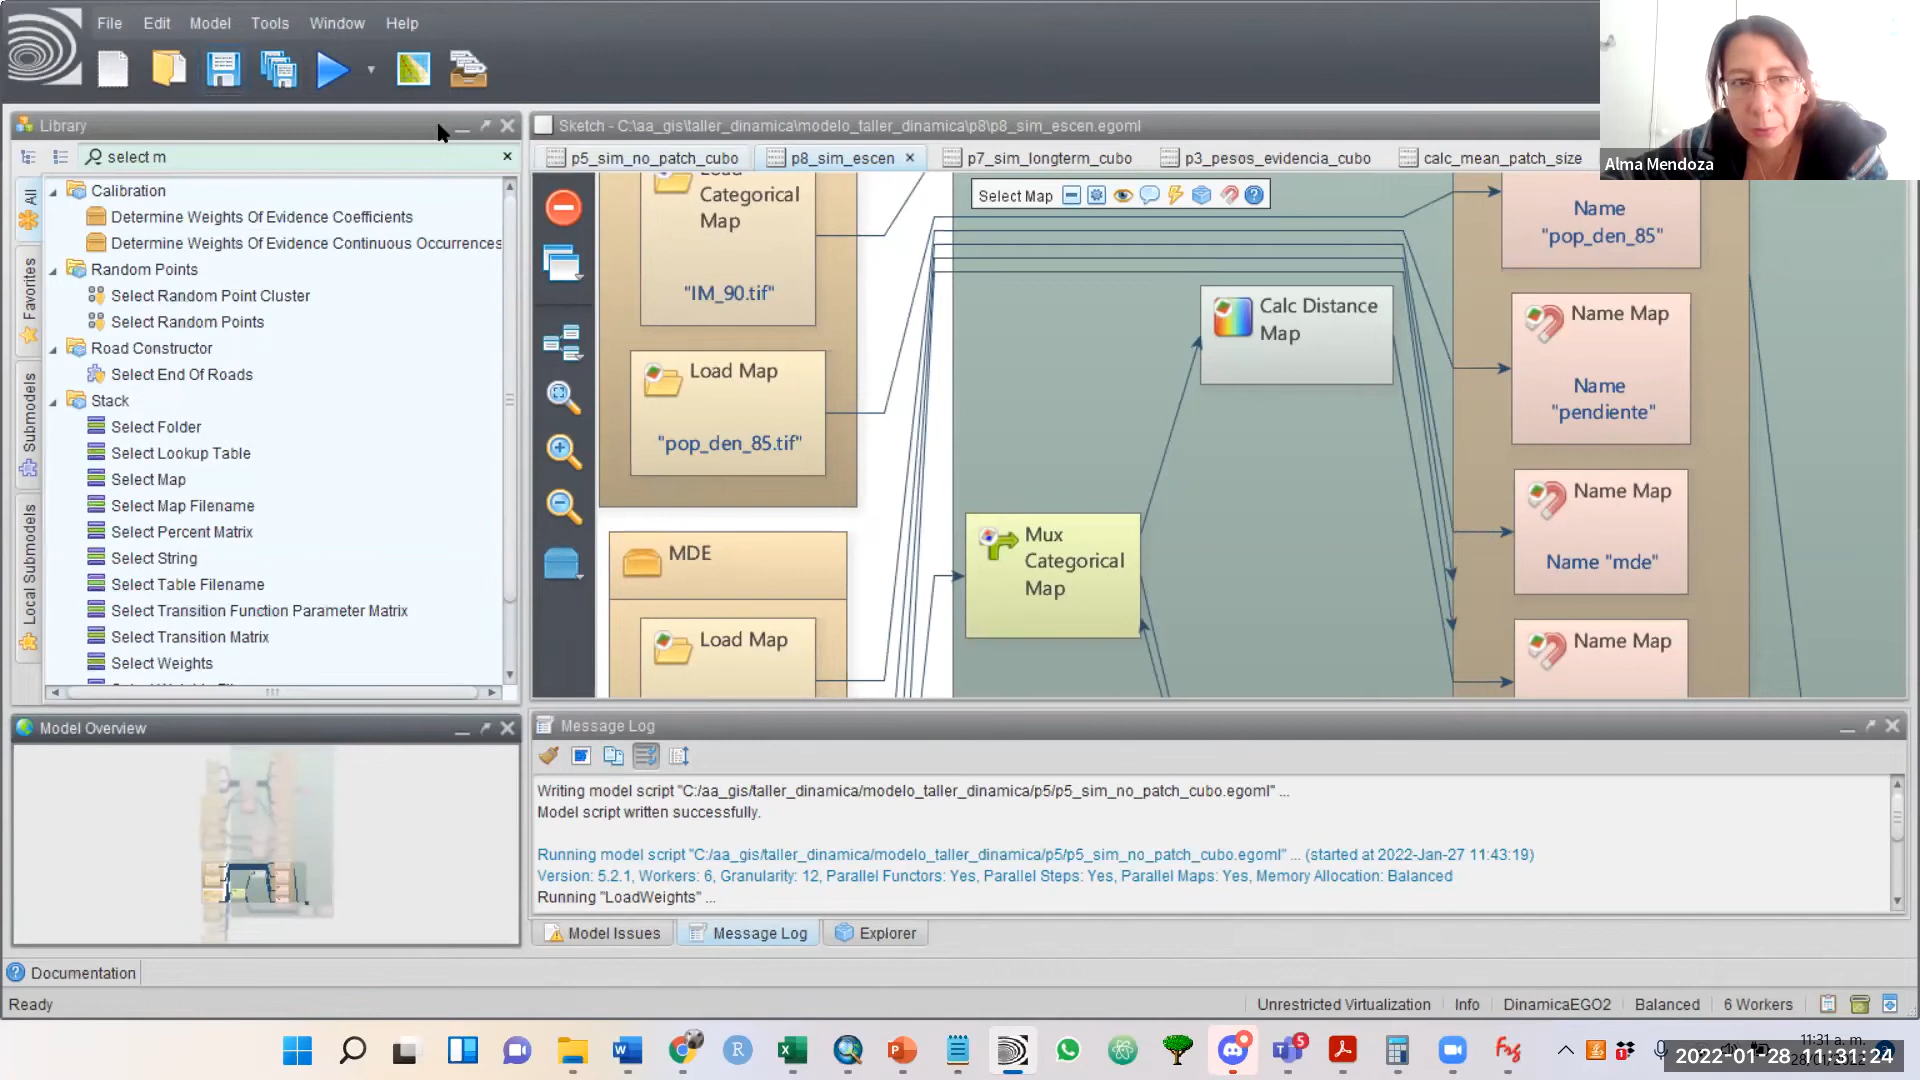 File Edit Model Tools Window Help
Library
select m
All
Favorites
Submodels
Local Submodels
Calibration
Determine Weights Of Evidence Coefficients
Determine Weights Of Evidence Continuous Occurrences
Random Points
Select Random Point Cluster
Select Random Points
Road Constructor
Select End Of Roads
Stack
Select Folder
Select Lookup Table
Select Map
Select Map Filename
Select Percent Matrix
Select String
Select Table Filename
Select Transition Function Parameter Matrix
Select Transition Matrix
Select Weights
Model Overview
Sketch - C:\aa_gis\taller_dinamica\modelo_taller_dinamica\p8\p8_sim_escen.egoml
p5_sim_no_patch_cubo p8_sim_escen p7_sim_longterm_cubo p3_pesos_evidencia_cubo calc_mean_patch_size
Alma Mendoza
Categorical
Map
"IM_90.tif"
Load Map
"pop_den_85.tif"
MDE
Load Map
Select Map
Calc Distance
Map
Mux
Categorical
Map
Name
"pop_den_85"
Name Map
Name
"pendiente"
Name Map
Name "mde"
Name Map
Message Log
Writing model script "C:/aa_gis/taller_dinamica/modelo_taller_dinamica/p5/p5_sim_no_patch_cubo.egoml" ...
Model script written successfully.
Running model script "C:/aa_gis/taller_dinamica/modelo_taller_dinamica/p5/p5_sim_no_patch_cubo.egoml" ... (started at 2022-Jan-27 11:43:19)
Version: 5.2.1, Workers: 6, Granularity: 12, Parallel Functors: Yes, Parallel Steps: Yes, Parallel Maps: Yes, Memory Allocation: Balanced
Running "LoadWeights" ...
Model Issues Message Log Explorer
Documentation
Ready
Unrestricted Virtualization Info DinamicaEGO2 Balanced 6 Workers
11:31 a. m.
2022-01-28 11:31:24